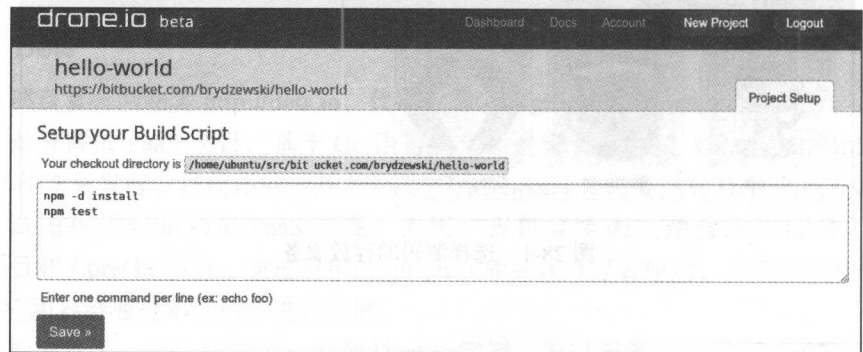 drone.io beta
Dashboard Docs Account New Project Logout
hello-world
https://bitbucket.com/brydzewski/hello-world
Project Setup
Setup your Build Script
Your checkout directory is /home/ubuntu/src/bit ucket.com/brydzewski/hello-world
npm -d install
npm test
Enter one command per line (ex: echo foo)
Save »